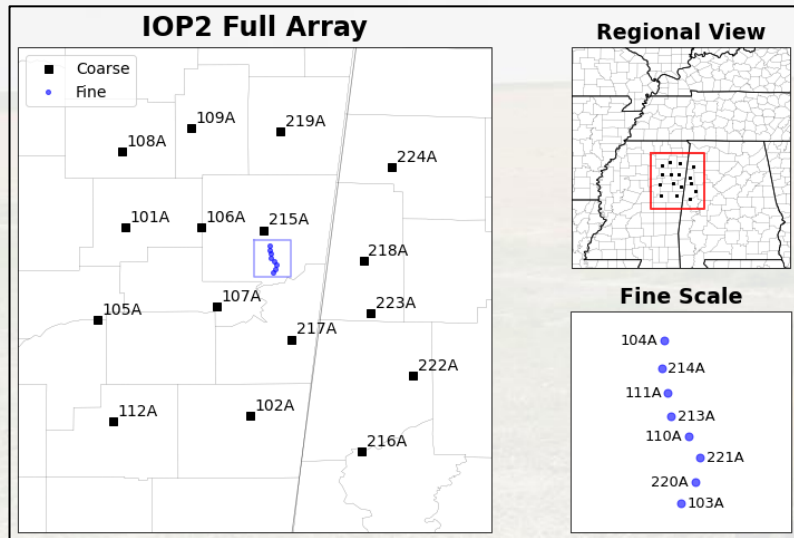 IOP2 Full Array
Regional View
Coarse
Fine
109A
219A
108A
224A
101A
106A
215A
218A
107A
105A
223A
217A
222A
112A
102A
216A
Fine Scale
104A
214A
111A
213A
110A
221A
220A
103A